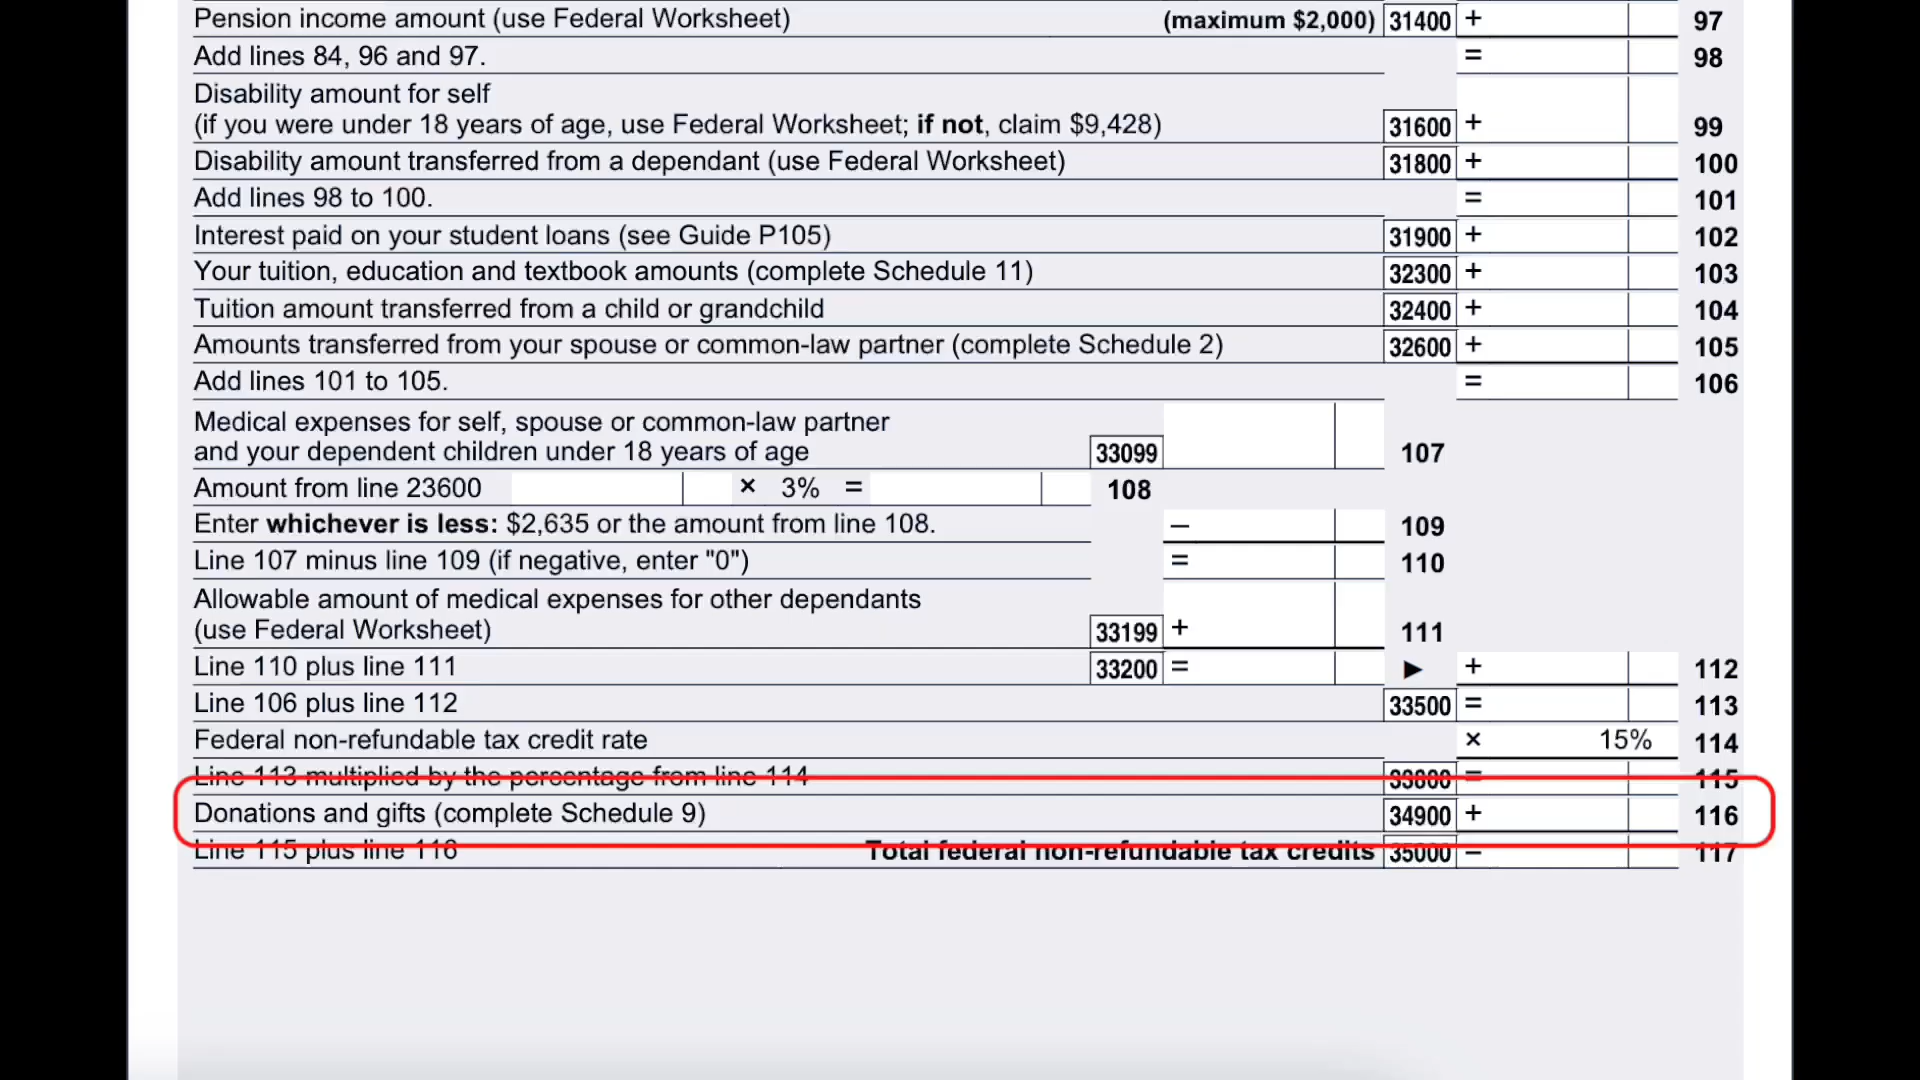 Pension income amount (use Federal Worksheet) (maximum $2,000) 31400 + 97
Add lines 84, 96 and 97. = 98
Disability amount for self
(if you were under 18 years of age, use Federal Worksheet; if not, claim $9,428) 31600 + 99
Disability amount transferred from a dependant (use Federal Worksheet) 31800 + 100
Add lines 98 to 100. = 101
Interest paid on your student loans (see Guide P105) 31900 + 102
Your tuition, education and textbook amounts (complete Schedule 11) 32300 + 103
Tuition amount transferred from a child or grandchild 32400 + 104
Amounts transferred from your spouse or common-law partner (complete Schedule 2) 32600 + 105
Add lines 101 to 105. = 106
Medical expenses for self, spouse or common-law partner
and your dependent children under 18 years of age 33099 107
Amount from line 23600 × 3% = 108
Enter whichever is less: $2,635 or the amount from line 108. – 109
Line 107 minus line 109 (if negative, enter "0") = 110
Allowable amount of medical expenses for other dependants
(use Federal Worksheet) 33199 + 111
Line 110 plus line 111 33200 = ► + 112
Line 106 plus line 112 33500 = 113
Federal non-refundable tax credit rate × 15% 114
Line 113 multiplied by the percentage from line 114 33800 = 115
Donations and gifts (complete Schedule 9) 34900 + 116
Line 115 plus line 116 Total federal non-refundable tax credits 35000 = 117